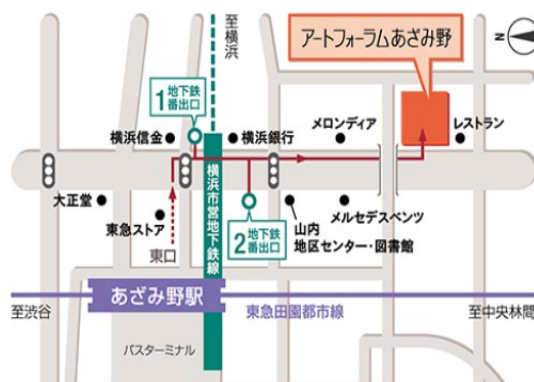 至横浜
アートフォーラムあざみ野
N
1 地下鉄
番出口
横浜信金
横浜銀行
メロンディア
レストラン
大正堂
東急ストア
東口
横浜市営地下鉄線
2 地下鉄
番出口
山内
地区センター・図書館
メルセデスベンツ
あざみ野駅
至渋谷
東急田園都市線
至中央林間
バスターミナル